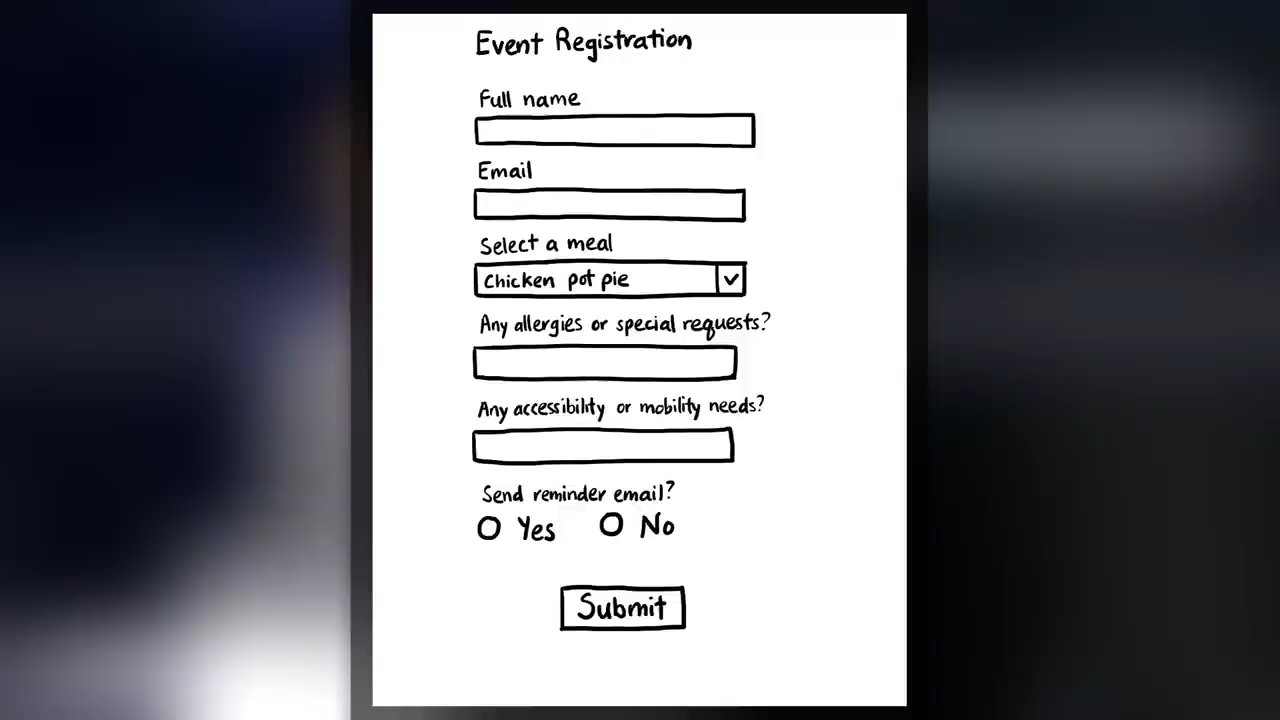 Event Registration
Full name
Email
Select a meal
Chicken pot pie
Any allergies or special requests?
Any accessibility or mobility needs?
Send reminder email?
Yes No
Submit